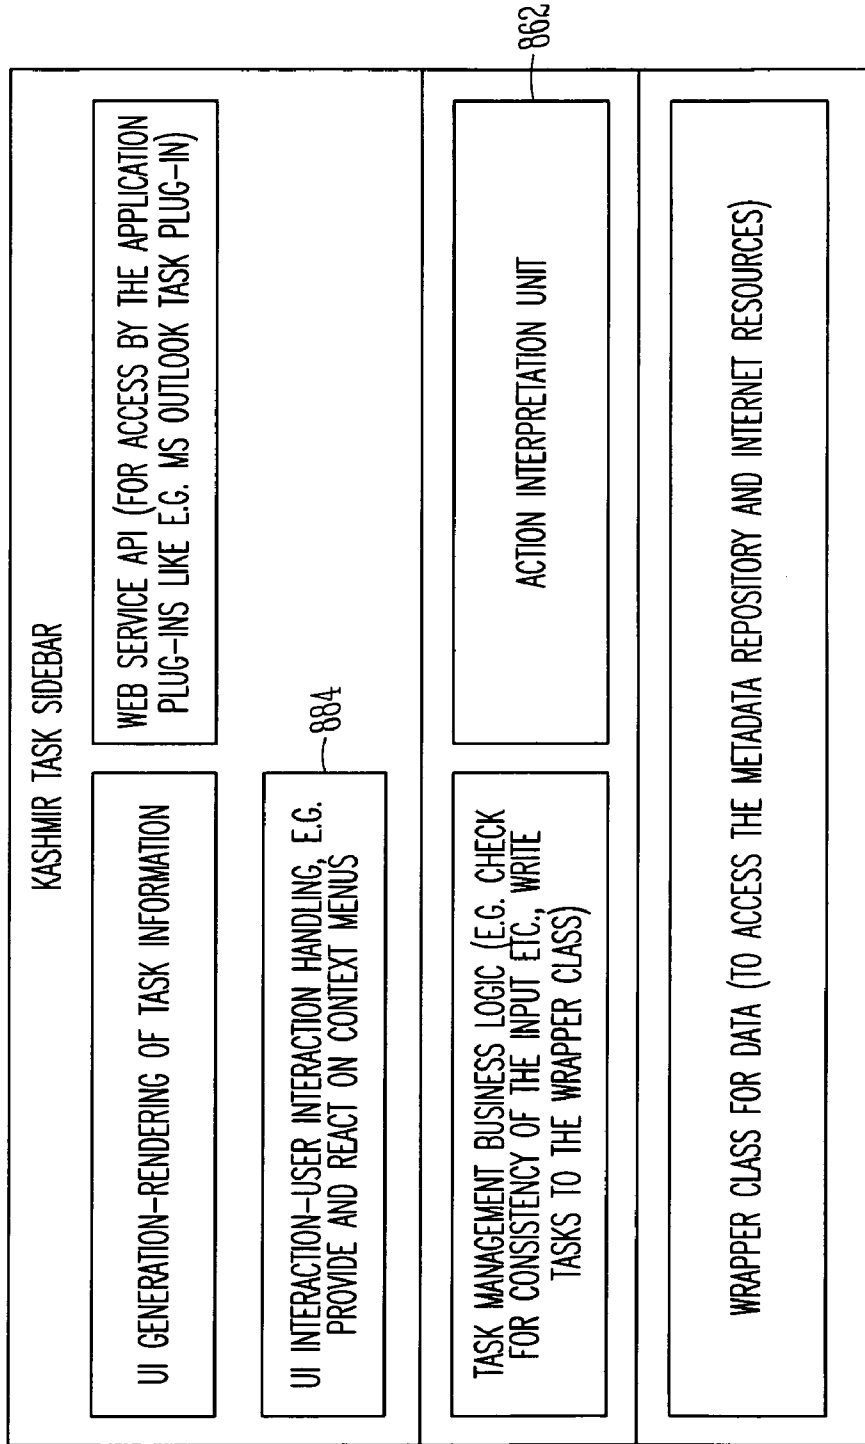 KASHMIR TASK SIDEBAR
UI GENERATION-RENDERING OF TASK INFORMATION
WEB SERVICE API (FOR ACCESS BY THE APPLICATION
PLUG-INS LIKE E.G. MS OUTLOOK TASK PLUG-IN)
UI INTERACTION-USER INTERACTION HANDLING, E.G.
PROVIDE AND REACT ON CONTEXT MENUS
884
TASK MANAGEMENT BUSINESS LOGIC (E.G. CHECK
FOR CONSISTENCY OF THE INPUT ETC., WRITE
TASKS TO THE WRAPPER CLASS)
ACTION INTERPRETATION UNIT
862
WRAPPER CLASS FOR DATA (TO ACCESS THE METADATA REPOSITORY AND INTERNET RESOURCES)